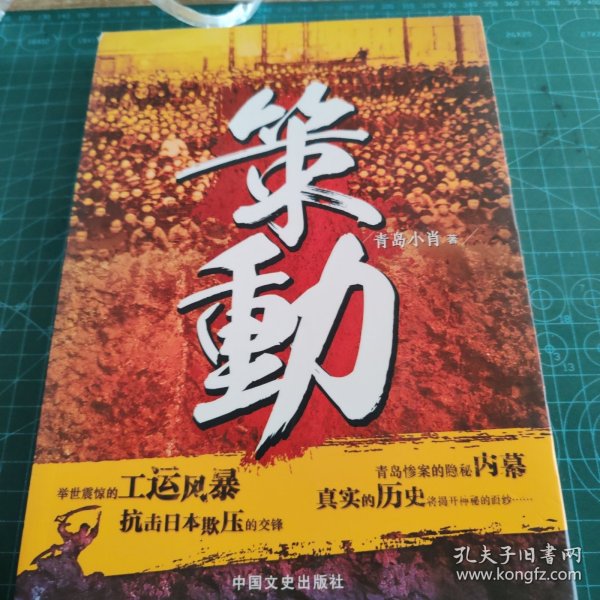 策動
青岛小肖 著
举世震惊的工运风暴
抗击日本欺压的交锋
青岛惨案的隐秘内幕
真实的历史将揭开神秘的面纱……
中国文史出版社
孔夫子旧书网
www.kongfz.com